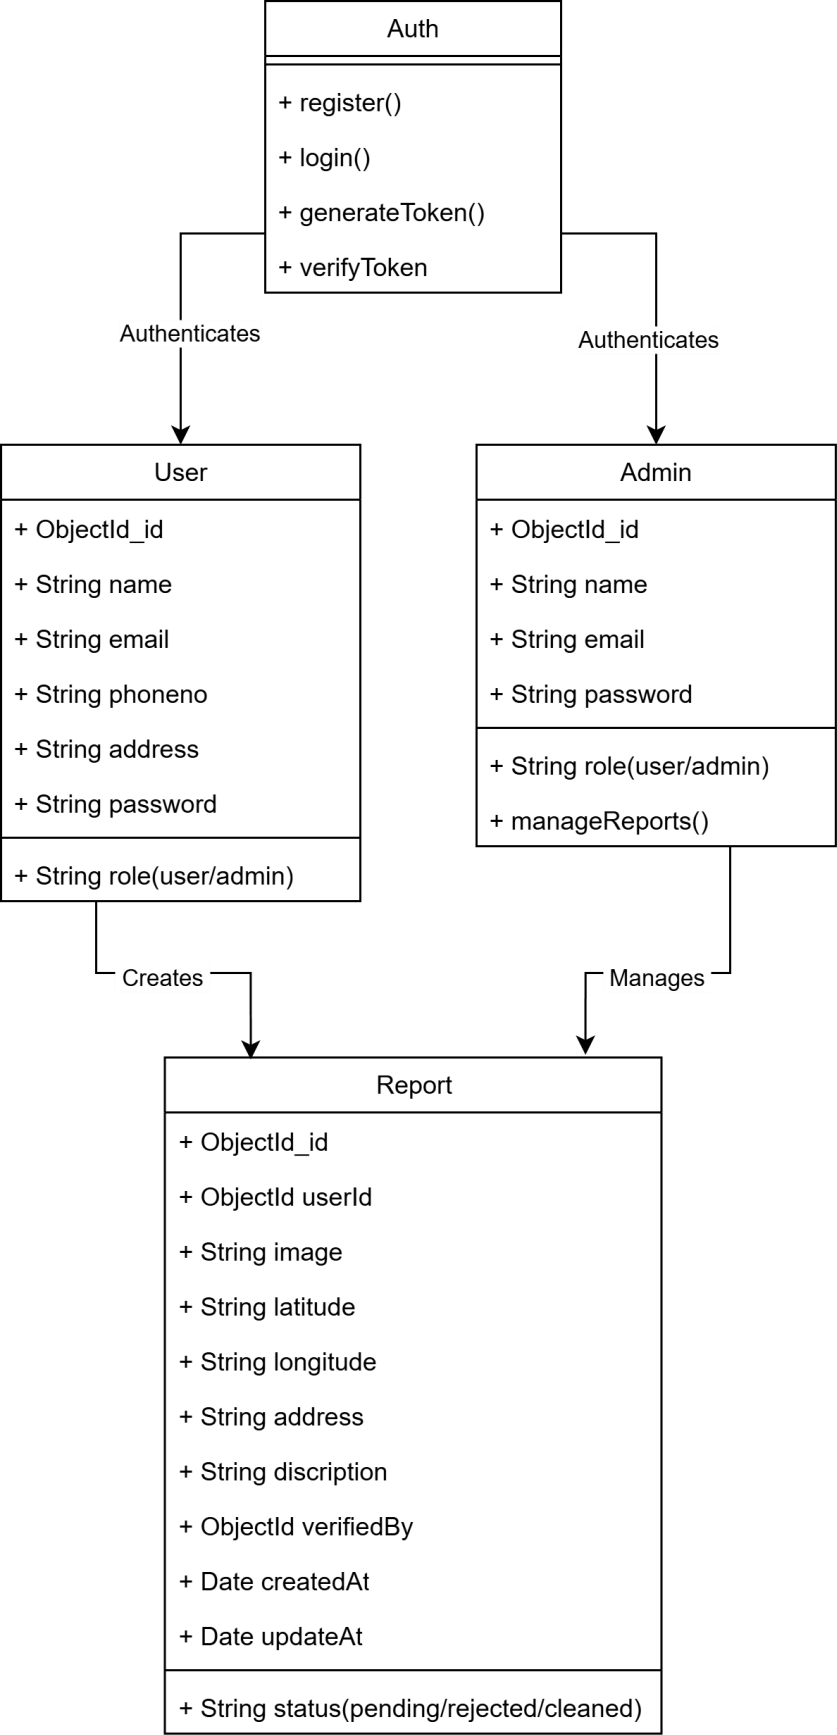 Auth
+ register()
+ login()
+ generateToken()
+ verifyToken
Authenticates
Authenticates
User
+ ObjectId_id
+ String name
+ String email
+ String phoneno
+ String address
+ String password
+ String role(user/admin)
Admin
+ ObjectId_id
+ String name
+ String email
+ String password
+ String role(user/admin)
+ manageReports()
Creates
Manages
Report
+ ObjectId_id
+ ObjectId userId
+ String image
+ String latitude
+ String longitude
+ String address
+ String discription
+ ObjectId verifiedBy
+ Date createdAt
+ Date updateAt
+ String status(pending/rejected/cleaned)